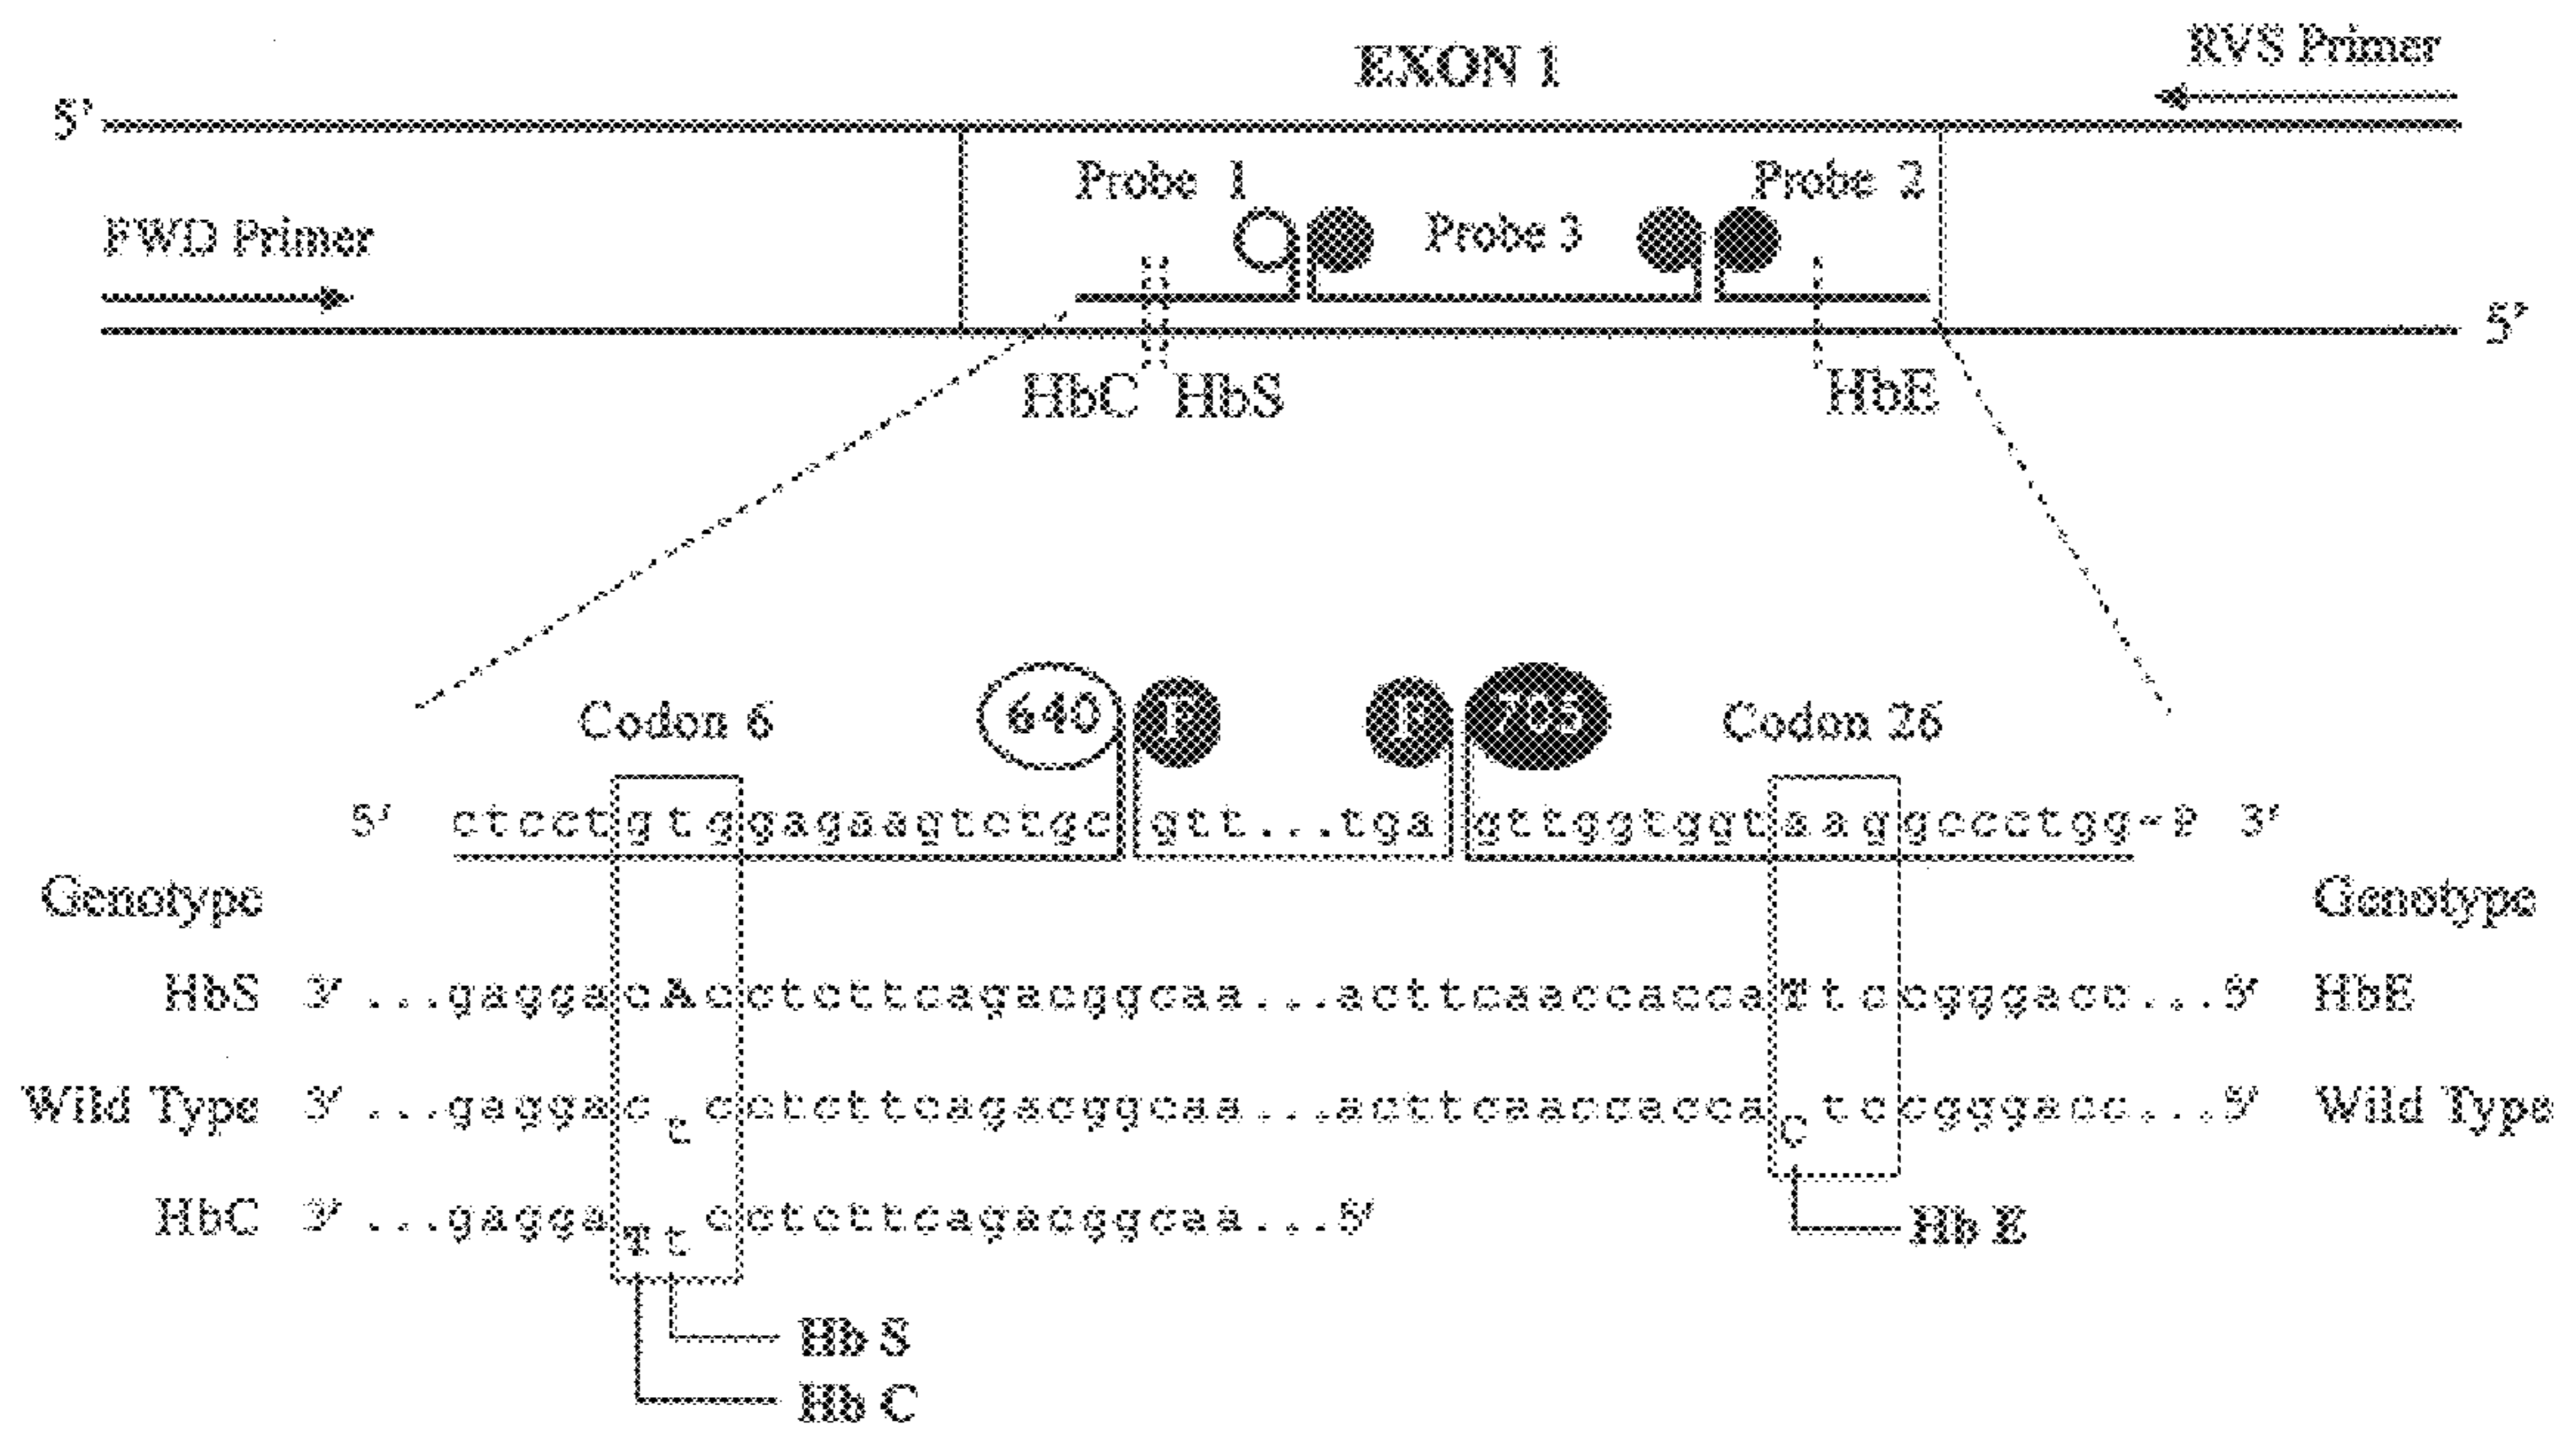 RVS Primer
EXON 1
5'
Probe 1
Probe 2
FWD Primer
Probe 3
5'
HbC HbS
HbE
Codon 6
640
F
F
705
Codon 26
5' ctcctgtggagaagtctgc gtt...tga gttggtggtaaggccctgg~P 3'
Genotype
Genotype
HbS 3' ...gaggacAcctcttcagacggcaa...acttcaaccaccaTtccgggacc...5' HbE
Wild Type 3' ...gaggactcctcttcagacggcaa...acttcaaccaccactccgggacc...5' Wild Type
HbC 3' ...gaggaTtcctcttcagacggcaa...5'
Hb E
Hb S
Hb C